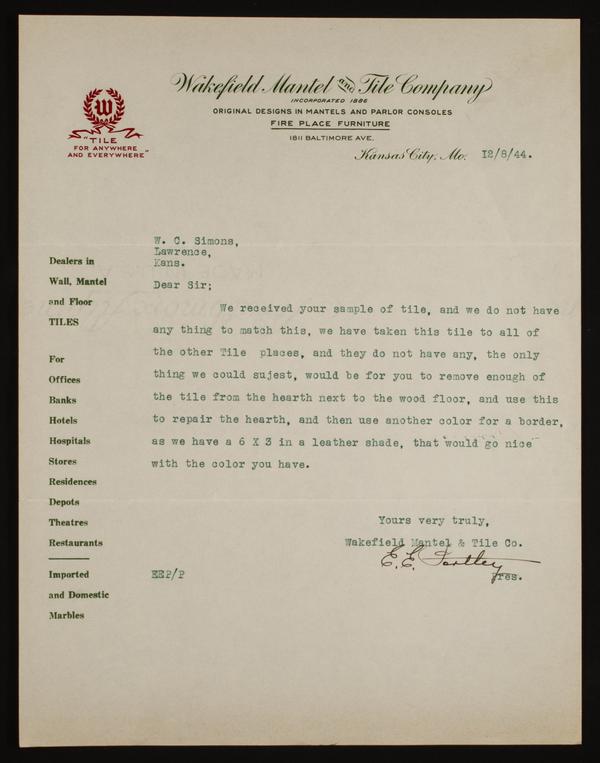 Wakefield Mantel and Tile Company
INCORPORATED 1886
ORIGINAL DESIGNS IN MANTELS AND PARLOR CONSOLES
FIRE PLACE FURNITURE
1811 BALTIMORE AVE.
Kansas City, Mo. 12/8/44.
W
"TILE
FOR ANYWHERE
AND EVERYWHERE"
W. C. Simons,
Lawrence,
Kans.
Dear Sir;
We received your sample of tile, and we do not have
any thing to match this, we have taken this tile to all of
the other Tile places, and they do not have any, the only
thing we could sujest, would be for you to remove enough of
the tile from the hearth next to the wood floor, and use this
to repair the hearth, and then use another color for a border,
as we have a 6 X 3 in a leather shade, that would go nice
with the color you have.
Yours very truly,
Wakefield Mantel & Tile Co.
E. E.
Pres.
EEP/P
Dealers in
Wall, Mantel
and Floor
TILES
For
Offices
Banks
Hotels
Hospitals
Stores
Residences
Depots
Theatres
Restaurants
Imported
and Domestic
Marbles